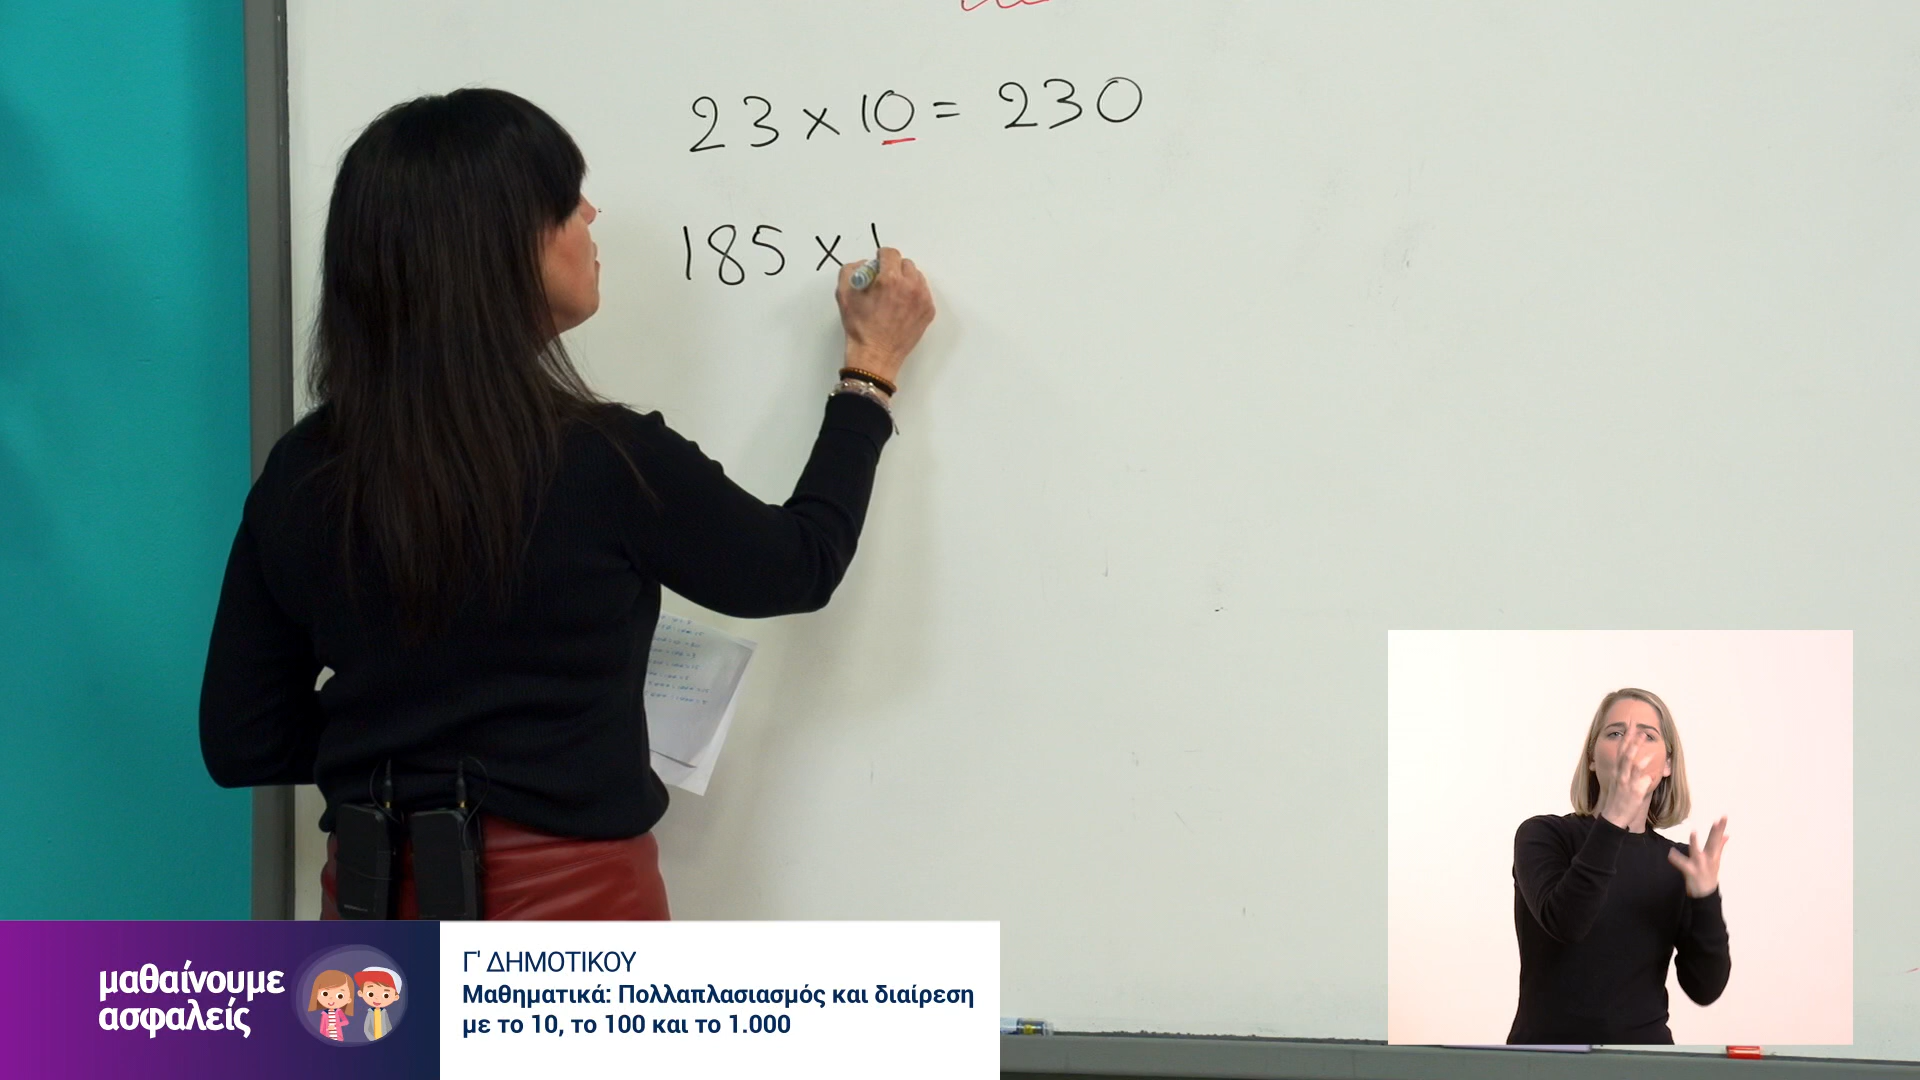 23 × 10 = 230
185 × 1
μαθαίνουμε
ασφαλείς
Γ' ΔΗΜΟΤΙΚΟΥ
Μαθηματικά: Πολλαπλασιασμός και διαίρεση
με το 10, το 100 και το 1.000